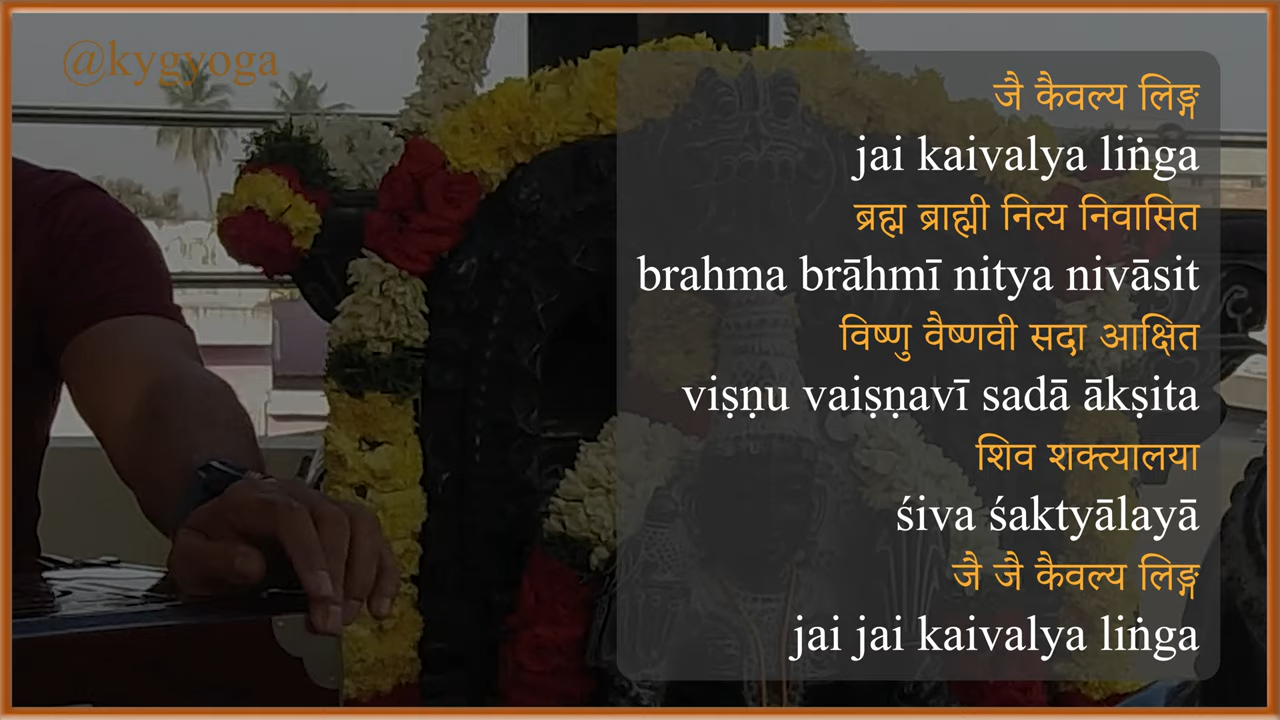 @kygyoga
जै कैवल्य लिङ्ग
jai kaivalya liṅga
ब्रह्म ब्राह्मी नित्य निवासित
brahma brāhmī nitya nivāsit
विष्णु वैष्णवी सदा आक्षित
viṣṇu vaiṣṇavī sadā ākṣita
शिव शक्त्यालया
śiva śaktyālayā
जै जै कैवल्य लिङ्ग
jai jai kaivalya liṅga